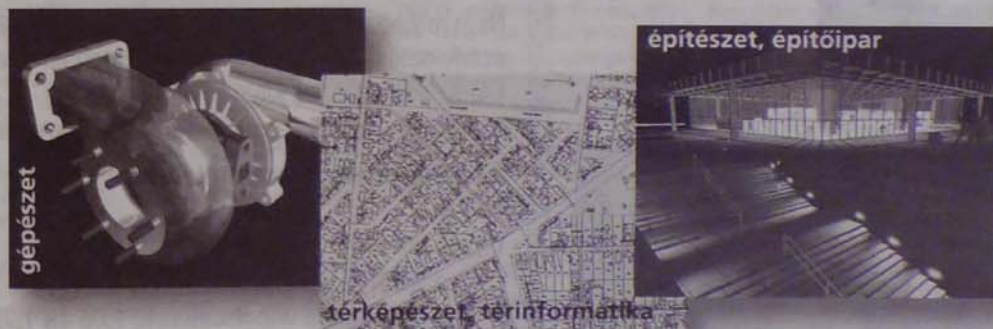 gépészet
térképészet, térinformatika
építészet, építőipar